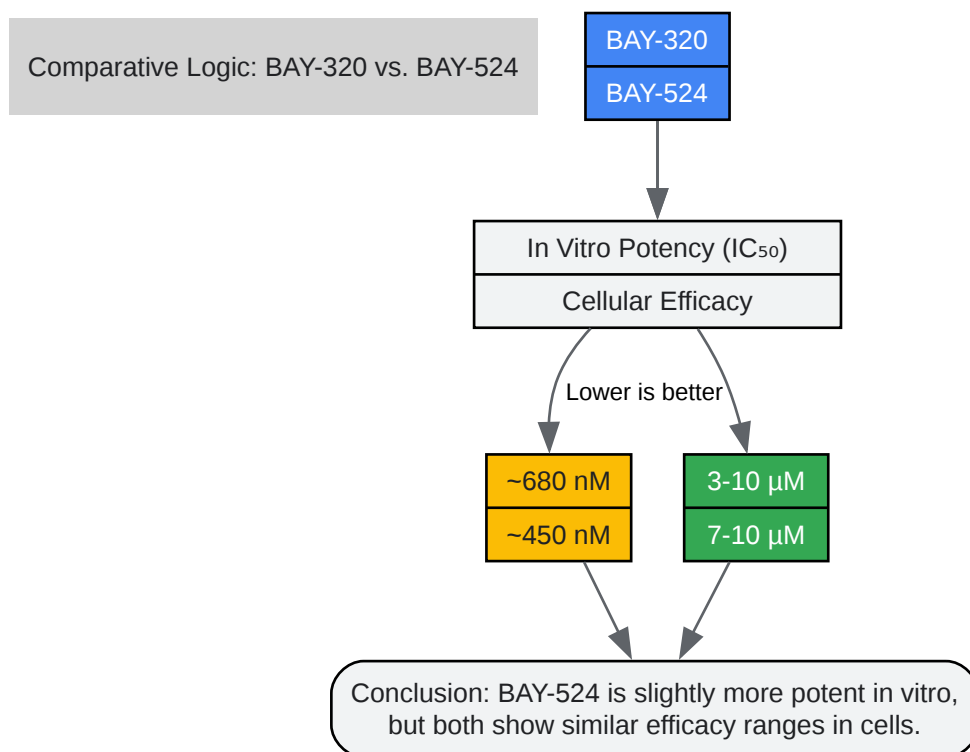 Comparative Logic: BAY-320 vs. BAY-524
BAY-320
BAY-524
In Vitro Potency (IC₅₀)
Cellular Efficacy
Lower is better
~680 nM
~450 nM
3-10 µM
7-10 µM
Conclusion: BAY-524 is slightly more potent in vitro,
but both show similar efficacy ranges in cells.